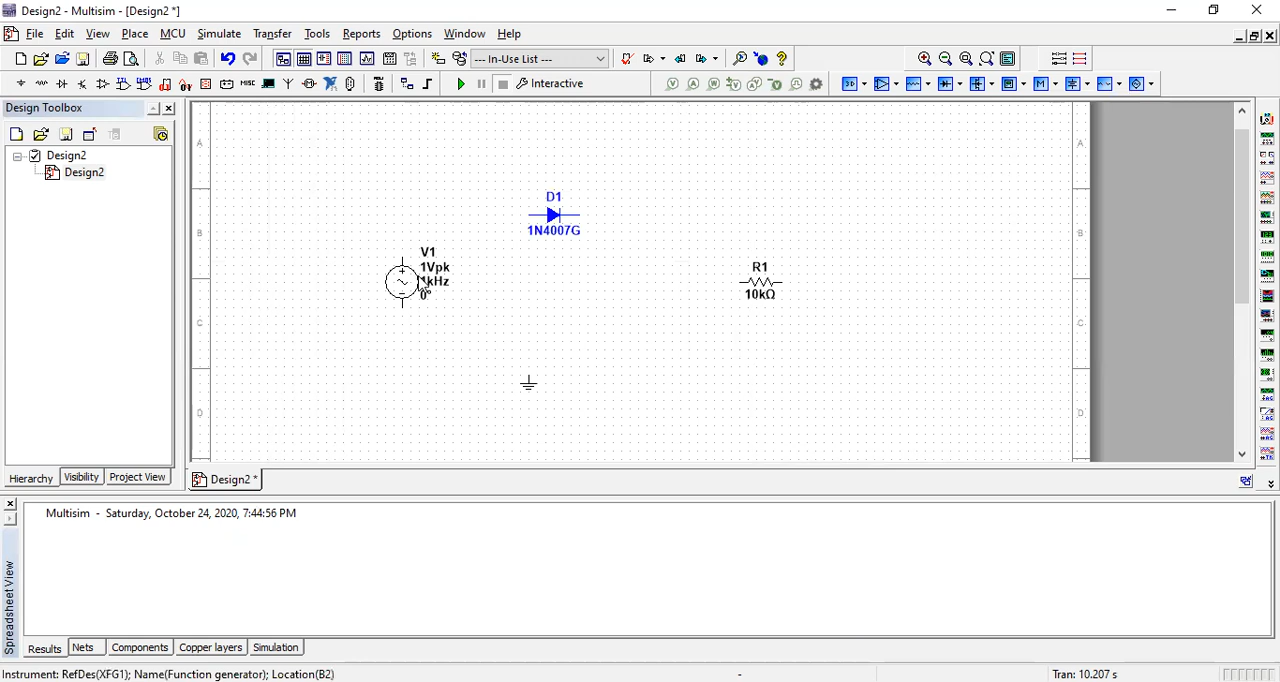 Design2 - Multisim - [Design2 *]
File Edit View Place MCU Simulate Transfer Tools Reports Options Window Help
--- In-Use List ---
MISC
Interactive
Design Toolbox
Design2
Design2
A
A
B
B
C
C
D
D
D1
1N4007G
V1
1Vpk
1kHz
0°
R1
10kΩ
Hierarchy Visibility Project View
Design2 *
Multisim - Saturday, October 24, 2020, 7:44:56 PM
Spreadsheet View
Results Nets Components Copper layers Simulation
Instrument: RefDes(XFG1); Name(Function generator); Location(B2)
-
Tran: 10.207 s